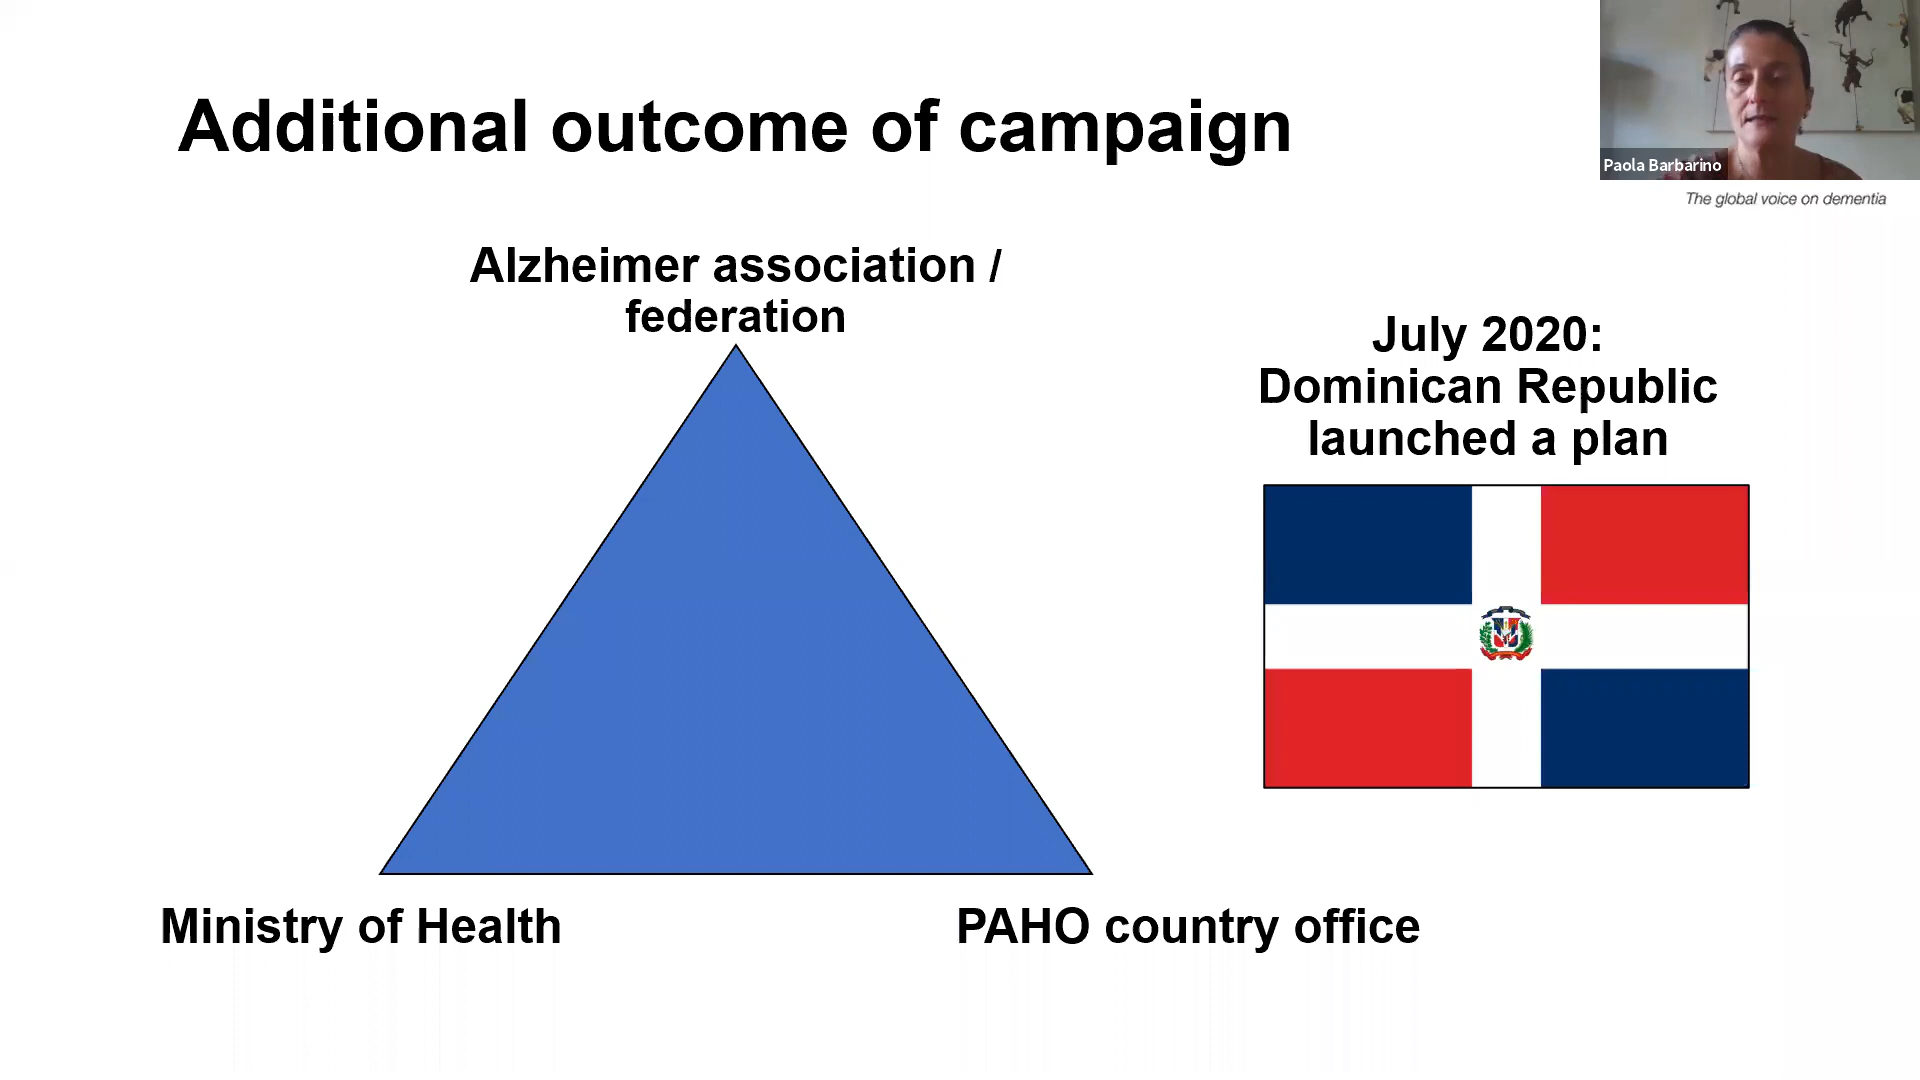 Additional outcome of campaign
Paola Barbarino
The global voice on dementia
Alzheimer association /
federation
July 2020:
Dominican Republic
launched a plan
Ministry of Health
PAHO country office